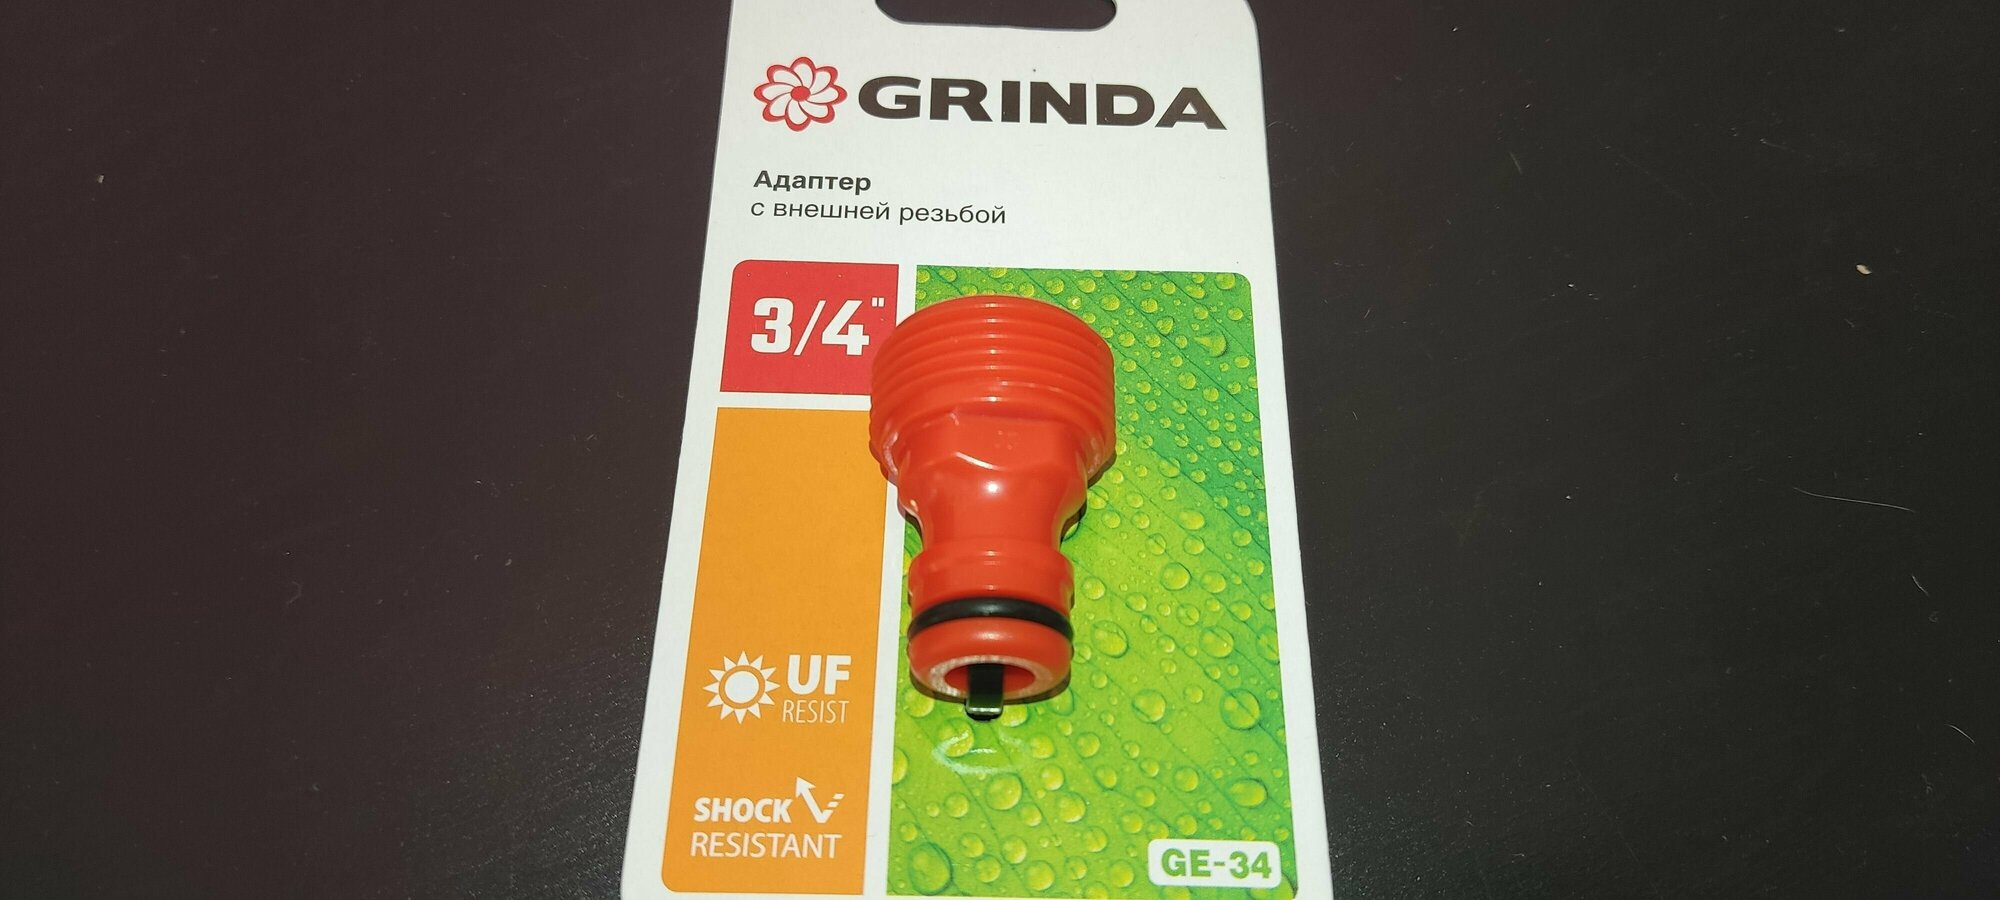 GRINDA
Адаптер
с внешней резьбой
3/4"
UF
RESIST
SHOCK
RESISTANT
GE-34